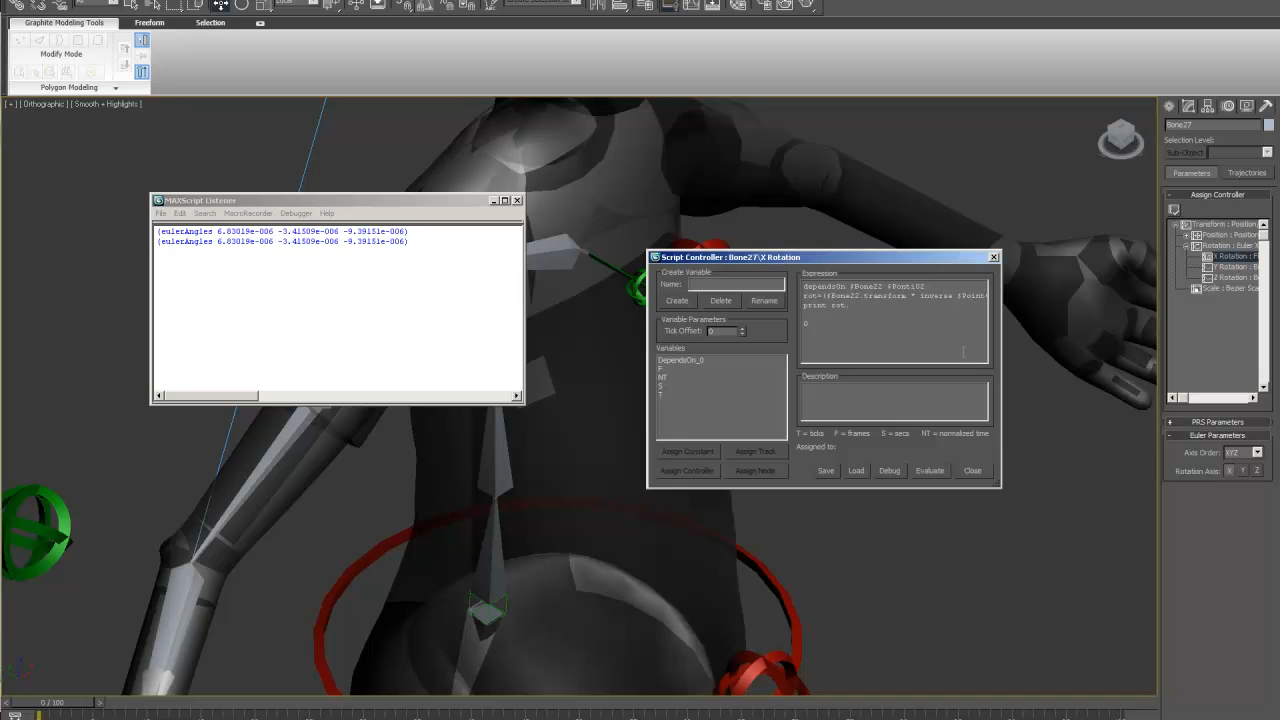 Graphite Modeling Tools
Freeform
Selection
Modify Mode
Polygon Modeling
[ + ] [ Orthographic ] [ Smooth + Highlights ]
MAXScript Listener
File Edit Search MacroRecorder Debugger Help
(eulerAngles 6.83019e-006 -3.41509e-006 -9.39151e-006)
(eulerAngles 6.83019e-006 -3.41509e-006 -9.39151e-006)
Script Controller : Bone27\X Rotation
Create Variable
Name:
Create Delete Rename
Variable Parameters
Tick Offset: 0
Variables
DependsOn_0
F
NT
S
T
Assign Constant Assign Track
Assign Controller Assign Node
Expression
dependsOn $Bone22 $Point02
rot=($Bone22.transform * inverse $Point
print rot.
0
Description
T = ticks F = frames S = secs NT = normalized time
Assigned to:
Save Load Debug Evaluate Close
Bone27
Selection Level:
Sub-Object
Parameters Trajectories
- Assign Controller
Transform : Position
Position : Position
Rotation : Euler X
X Rotation : F
Y Rotation : B
Z Rotation : B
Scale : Bezier Sca
+ PRS Parameters
- Euler Parameters
Axis Order: XYZ
Rotation Axis: X Y Z
0 / 100